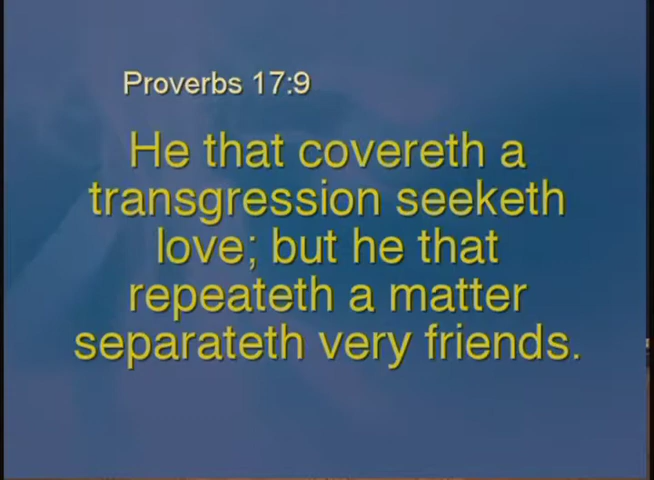 Proverbs 17:9
He that covereth a
transgression seeketh
love; but he that
repeateth a matter
separateth very friends.